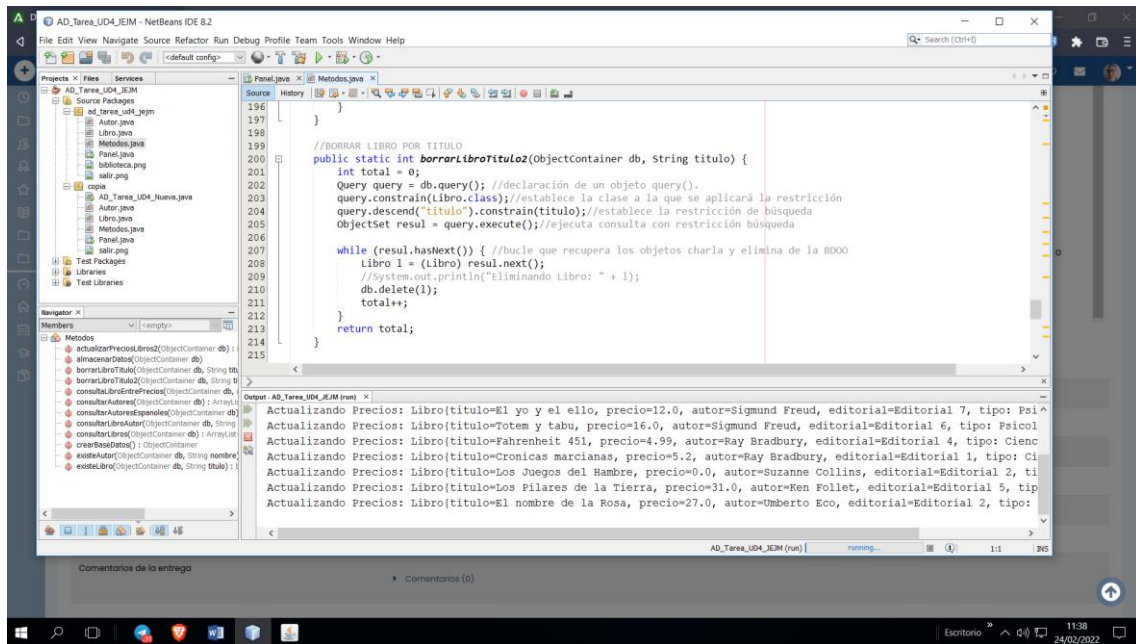 AD_Tarea_UD4_JEJM - NetBeans IDE 8.2
File Edit View Navigate Source Refactor Run Debug Profile Team Tools Window Help
Search (Ctrl+I)
<default config>
Projects × Files Services
Panel.java × Metodos.java ×
Source History
AD_Tarea_UD4_JEJM
Source Packages
ad_tarea_ud4_jejm
Autor.java
Libro.java
Metodos.java
Panel.java
biblioteca.png
salir.png
copia
AD_Tarea_UD4_Nueva.java
Autor.java
Libro.java
Metodos.java
Panel.java
salir.png
Test Packages
Libraries
Test Libraries
196 }
197 }
198
199 //BORRAR LIBRO POR TITULO
200 public static int borrarLibroTitulo2(ObjectContainer db, String titulo) {
201 int total = 0;
202 Query query = db.query(); //declaración de un objeto query().
203 query.constrain(Libro.class);//establece la clase a la que se aplicará la restricción
204 query.descend("titulo").constrain(titulo);//establece la restricción de búsqueda
205 ObjectSet resul = query.execute();//ejecuta consulta con restricción búsqueda
206
207 while (resul.hasNext()) { //bucle que recupera los objetos charla y elimina de la BDOO
208 Libro l = (Libro) resul.next();
209 //System.out.println("Eliminando Libro: " + l);
210 db.delete(l);
211 total++;
212 }
213 return total;
214 }
215
Navigator ×
Members <empty>
Metodos
actualizarPreciosLibros2(ObjectContainer db) :
almacenarDatos(ObjectContainer db)
borrarLibroTitulo(ObjectContainer db, String tit
borrarLibroTitulo2(ObjectContainer db, String ti
consultaLibroEntrePrecios(ObjectContainer db,
consultarAutores(ObjectContainer db) : ArrayLi
consultarAutoresEspanoles(ObjectContainer db)
consultarLibroAutor(ObjectContainer db, String
consultarLibros(ObjectContainer db) : ArrayList
crearBaseDatos() : ObjectContainer
existeAutor(ObjectContainer db, String nombre)
existeLibro(ObjectContainer db, String titulo) :
Output - AD_Tarea_UD4_JEJM (run) ×
Actualizando Precios: Libro{titulo=El yo y el ello, precio=12.0, autor=Sigmund Freud, editorial=Editorial 7, tipo: Psi
Actualizando Precios: Libro{titulo=Totem y tabu, precio=16.0, autor=Sigmund Freud, editorial=Editorial 6, tipo: Psicol
Actualizando Precios: Libro{titulo=Fahrenheit 451, precio=4.99, autor=Ray Bradbury, editorial=Editorial 4, tipo: Cienc
Actualizando Precios: Libro{titulo=Cronicas marcianas, precio=5.2, autor=Ray Bradbury, editorial=Editorial 1, tipo: Ci
Actualizando Precios: Libro{titulo=Los Juegos del Hambre, precio=0.0, autor=Suzanne Collins, editorial=Editorial 2, ti
Actualizando Precios: Libro{titulo=Los Pilares de la Tierra, precio=31.0, autor=Ken Follet, editorial=Editorial 5, tip
Actualizando Precios: Libro{titulo=El nombre de la Rosa, precio=27.0, autor=Umberto Eco, editorial=Editorial 2, tipo:
AD_Tarea_UD4_JEJM (run) running... 1:1 INS
Comentarios de la entrega
Comentarios (0)
Escritorio
11:38
24/02/2022